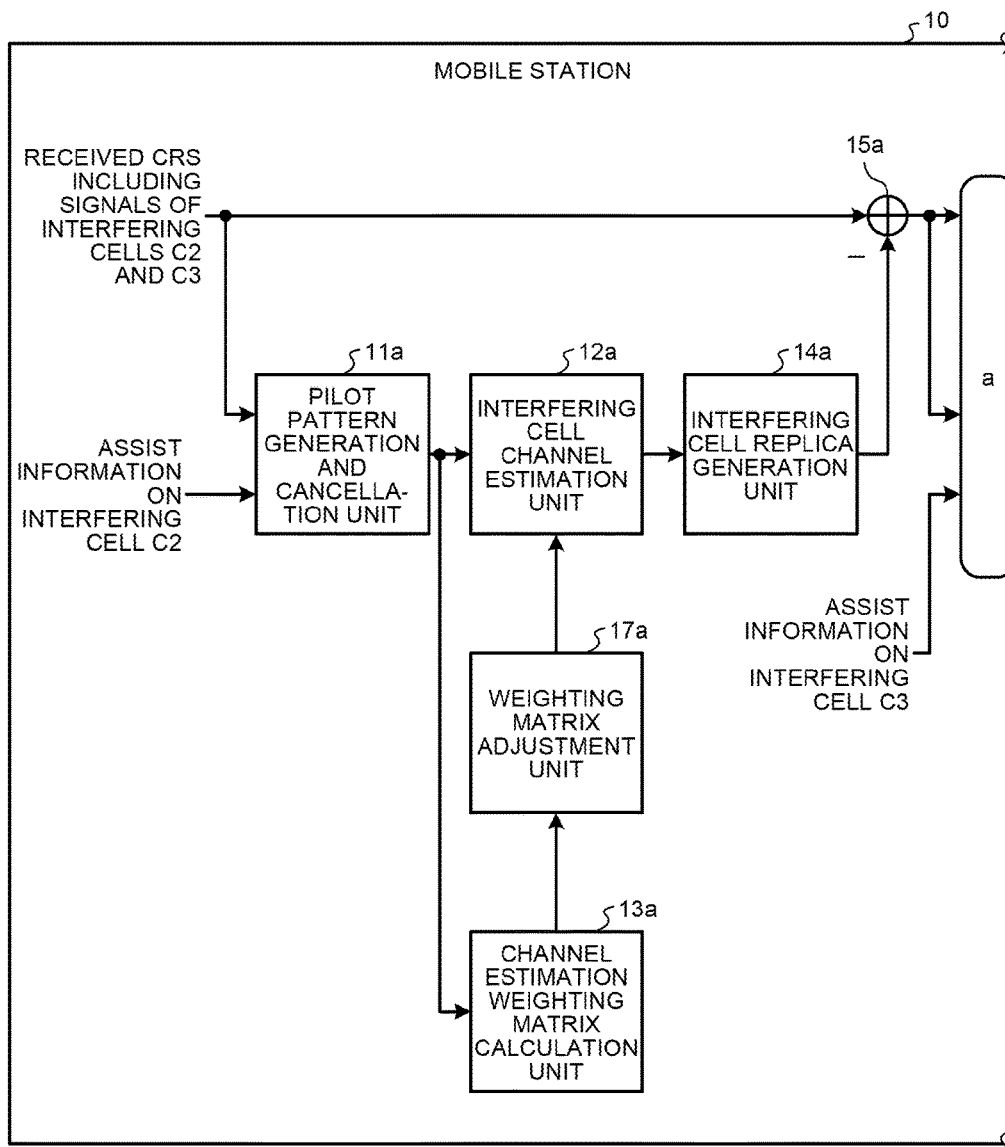 10
MOBILE STATION
RECEIVED CRS
INCLUDING
SIGNALS OF
INTERFERING
CELLS C2
AND C3
15a
−
11a
PILOT
PATTERN
GENERATION
AND
CANCELLA-
TION UNIT
12a
INTERFERING
CELL
CHANNEL
ESTIMATION
UNIT
14a
INTERFERING
CELL REPLICA
GENERATION
UNIT
a
ASSIST
INFORMATION
ON
INTERFERING
CELL C2
17a
WEIGHTING
MATRIX
ADJUSTMENT
UNIT
ASSIST
INFORMATION
ON
INTERFERING
CELL C3
13a
CHANNEL
ESTIMATION
WEIGHTING
MATRIX
CALCULATION
UNIT